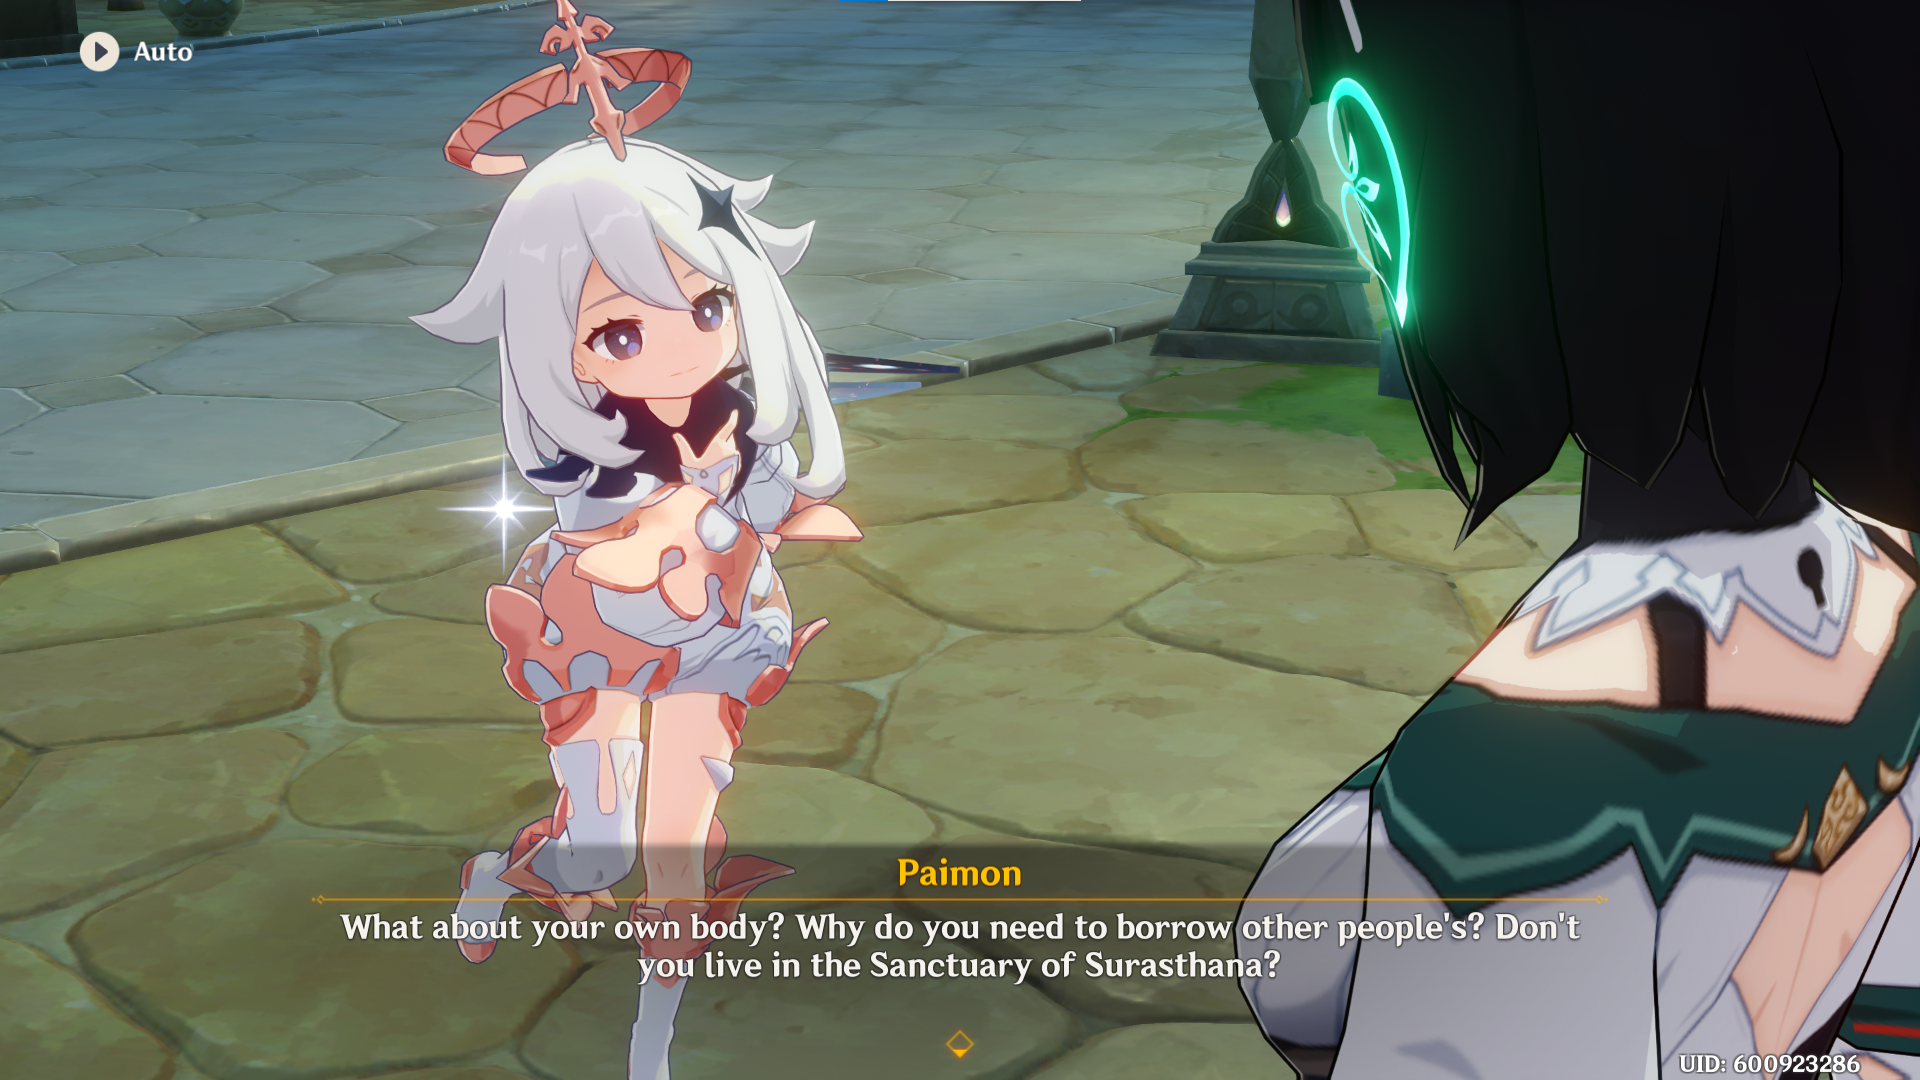 Auto
Paimon
What about your own body? Why do you need to borrow other people's? Don't
you live in the Sanctuary of Surasthana?
UID: 600923286